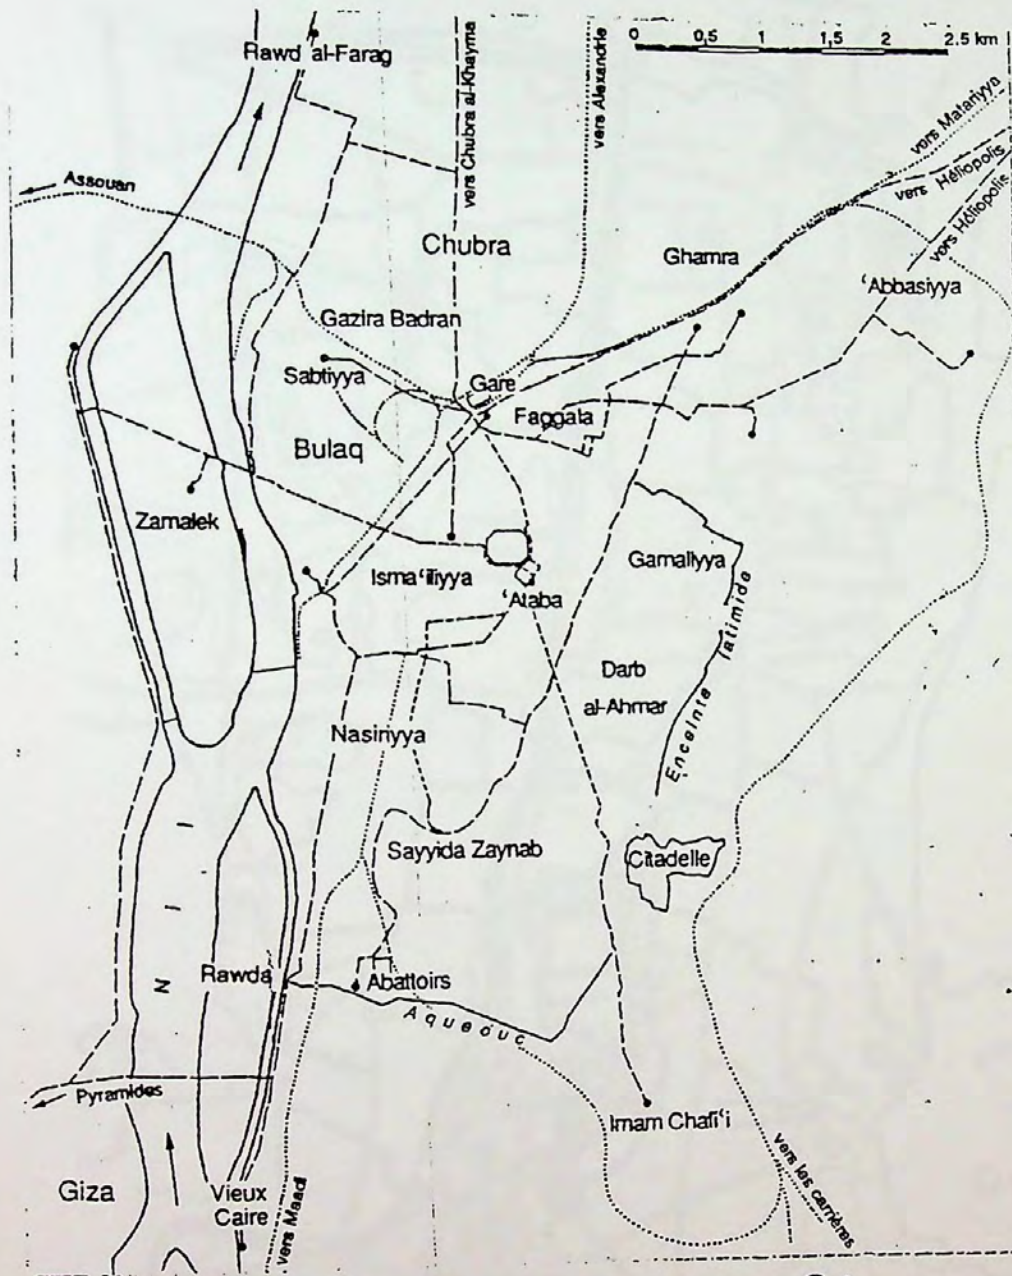 0 0,5 1 1,5 2 2.5 km
Rawd al-Farag
vers Chubra al-Khayma
vers Alexandrie
vers Matariyya
vers Héliopolis
vers Héliopolis
Assouan
Chubra
Ghamra
'Abbasiyya
Gazira Badran
Sabtiyya
Gare
Faggala
Bulaq
Zamalek
Isma'iliyya
'Ataba
Gamaliyya
Enceinte fatimide
Darb
al-Ahmar
Nasiriyya
Sayyida Zaynab
Citadelle
NIL
Rawda
Abattoirs
Aqueduc
Pyramides
Imam Chafi'i
Giza
Vieux
Caire
vers Maadi
vers les carrières